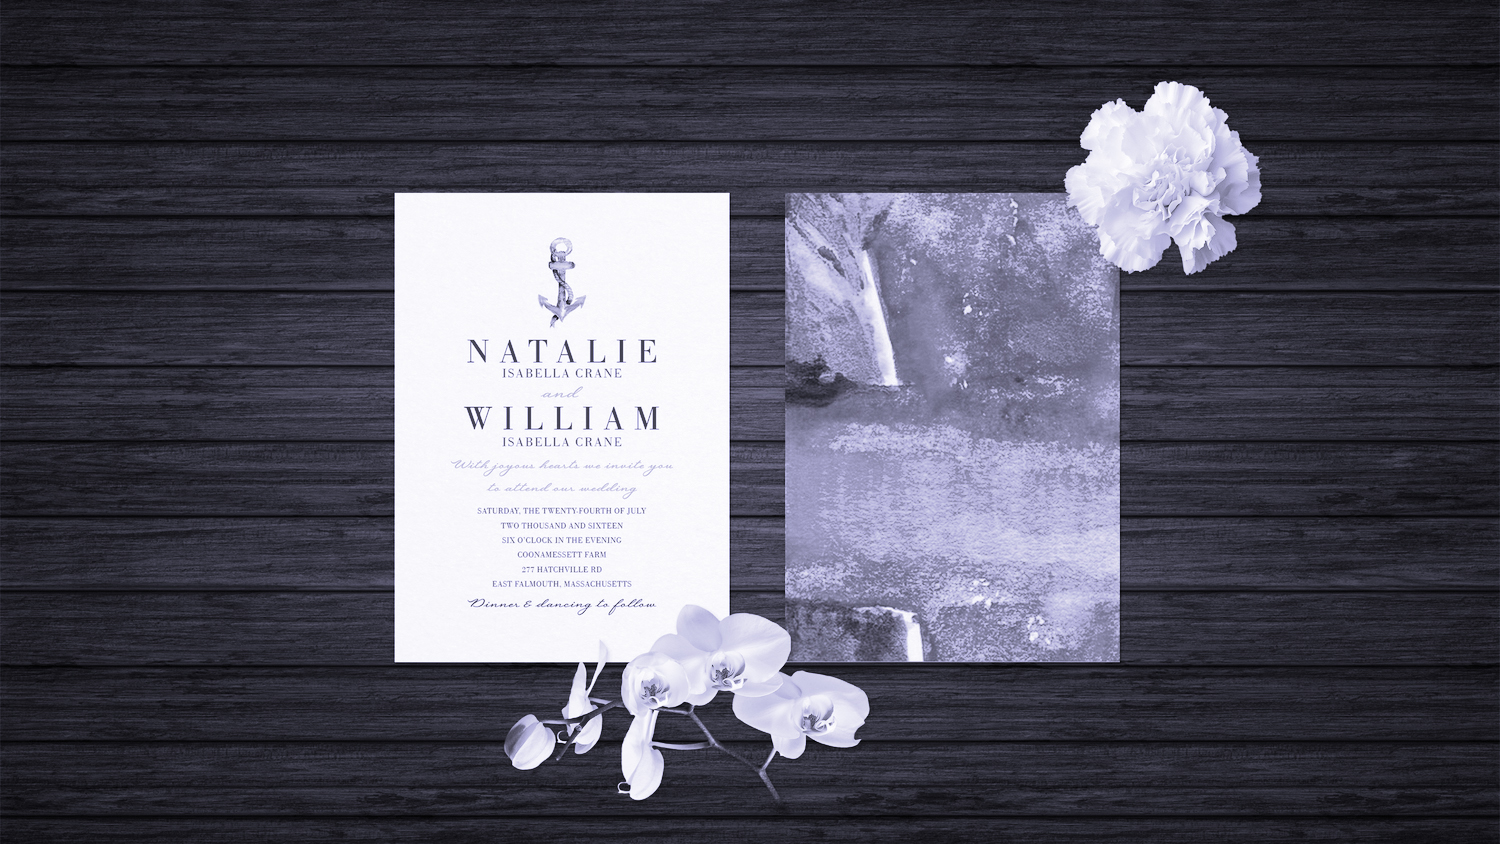 NATALIE
ISABELLA CRANE
and
WILLIAM
ISABELLA CRANE
With joyous hearts we invite you
to attend our wedding
SATURDAY, THE TWENTY-FOURTH OF JULY
TWO THOUSAND AND SIXTEEN
SIX O'CLOCK IN THE EVENING
COONAMESSETT FARM
277 HATCHVILLE RD
EAST FALMOUTH, MASSACHUSETTS
Dinner & dancing to follow